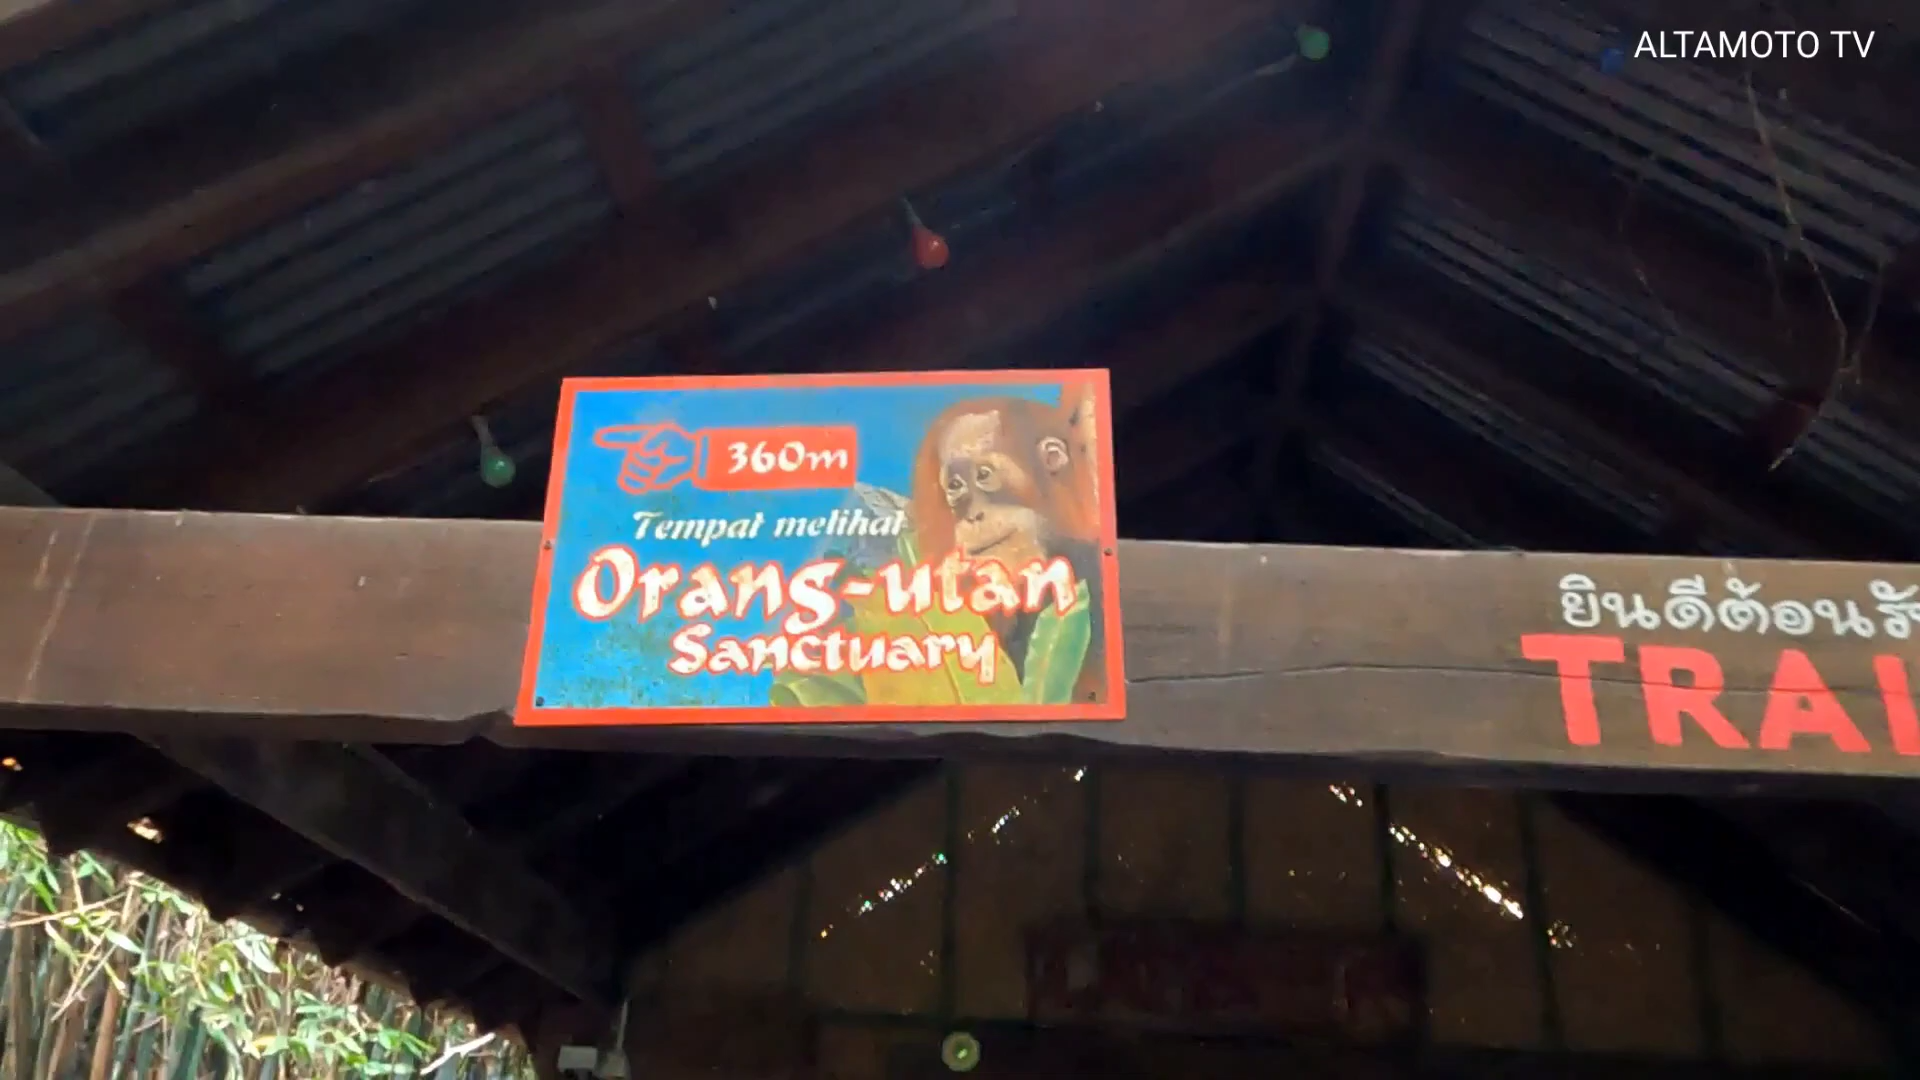 ALTAMOTO TV
360m
Tempat melihat
Orang-utan
Sanctuary
ยินดีต้อนรั
TRAI